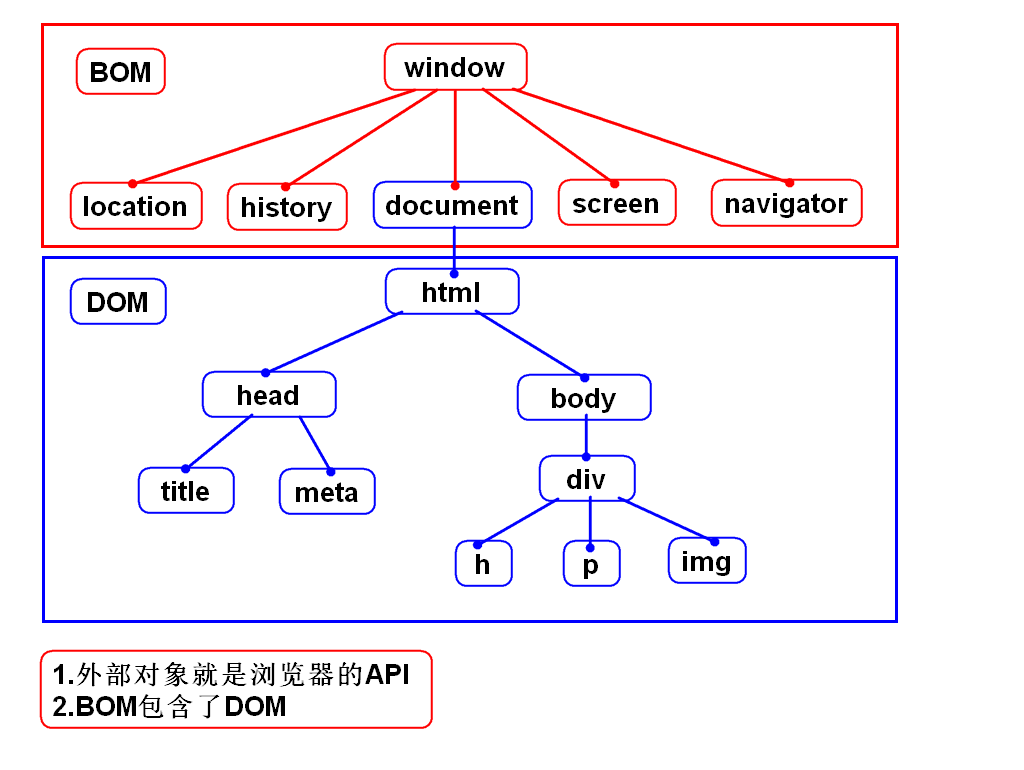 BOM
window
location
history
document
screen
navigator
DOM
html
head
body
title
meta
div
h
p
img
1.外部对象就是浏览器的API
2.BOM包含了DOM